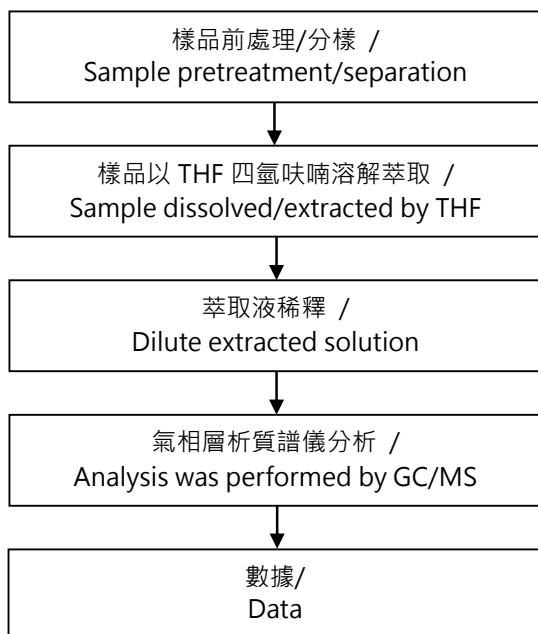 樣品前處理/分樣 /
Sample pretreatment/separation
樣品以 THF 四氫呋喃溶解萃取 /
Sample dissolved/extracted by THF
萃取液稀釋 /
Dilute extracted solution
氣相層析質譜儀分析 /
Analysis was performed by GC/MS
數據/
Data